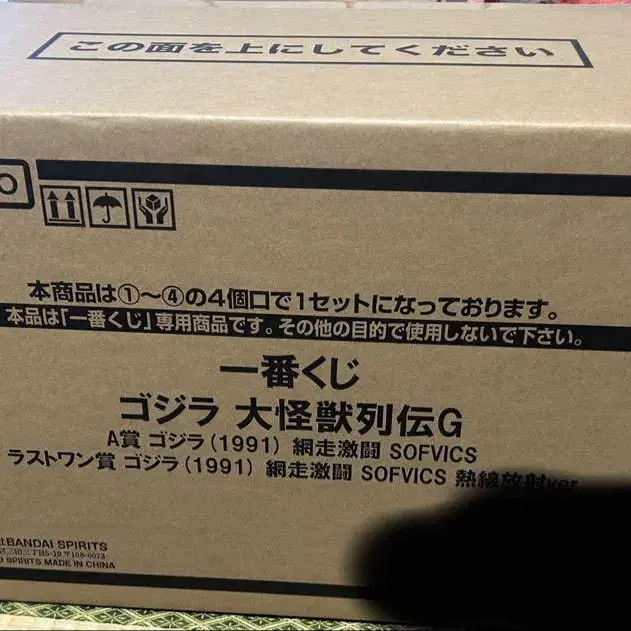 この面を上にしてください
本商品は①～④の4個口で1セットになっております。
本品は「一番くじ」専用商品です。その他の目的で使用しないで下さい。
一番くじ
ゴジラ 大怪獣列伝G
A賞 ゴジラ(1991) 網走激闘 SOFVICS
ラストワン賞 ゴジラ(1991) 網走激闘 SOFVICS 熱線放射ver
BANDAI SPIRITS
SPIRITS MADE IN CHINA